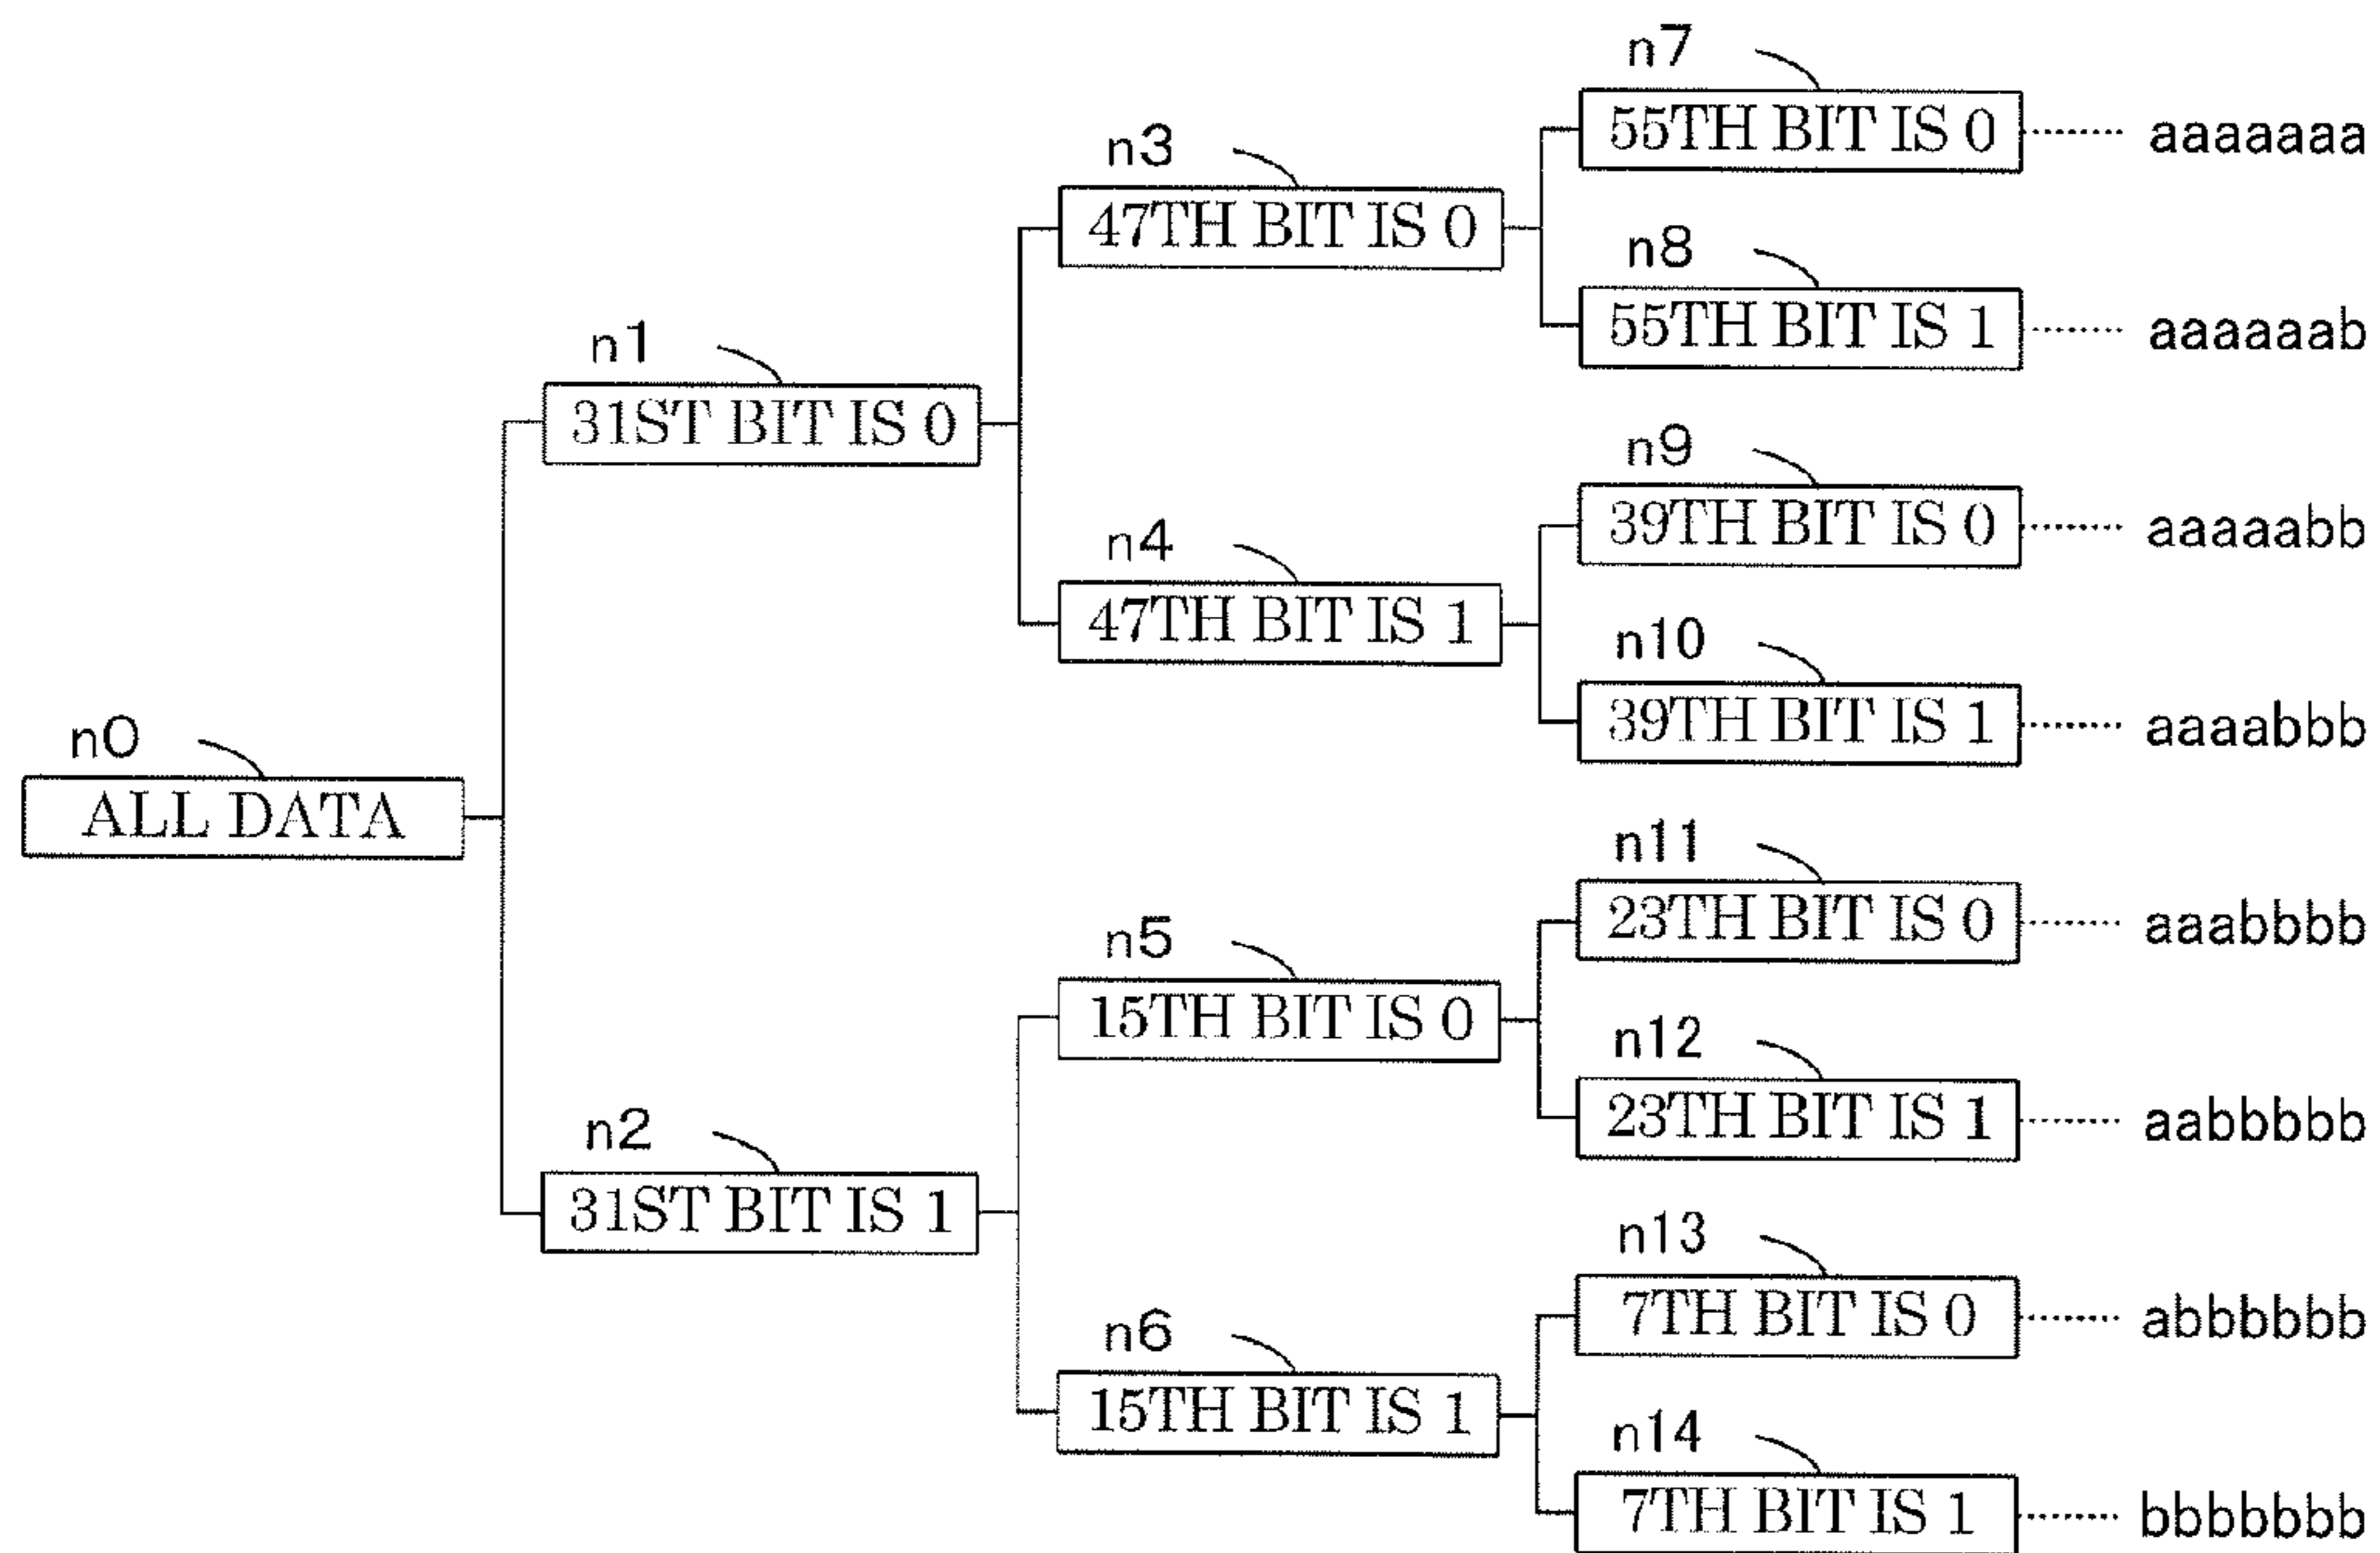 n7
55TH BIT IS 0 ........ aaaaaaa
n3
47TH BIT IS 0
n8
55TH BIT IS 1 ........ aaaaaab
n1
31ST BIT IS 0
n9
39TH BIT IS 0 ........ aaaaabb
n4
47TH BIT IS 1
n10
39TH BIT IS 1 ........ aaaabbb
n0
ALL DATA
n11
23TH BIT IS 0 ........ aaabbbb
n5
15TH BIT IS 0
n12
23TH BIT IS 1 ........ aabbbbb
n2
31ST BIT IS 1
n13
7TH BIT IS 0 ........ abbbbbb
n6
15TH BIT IS 1
n14
7TH BIT IS 1 ........ bbbbbbb